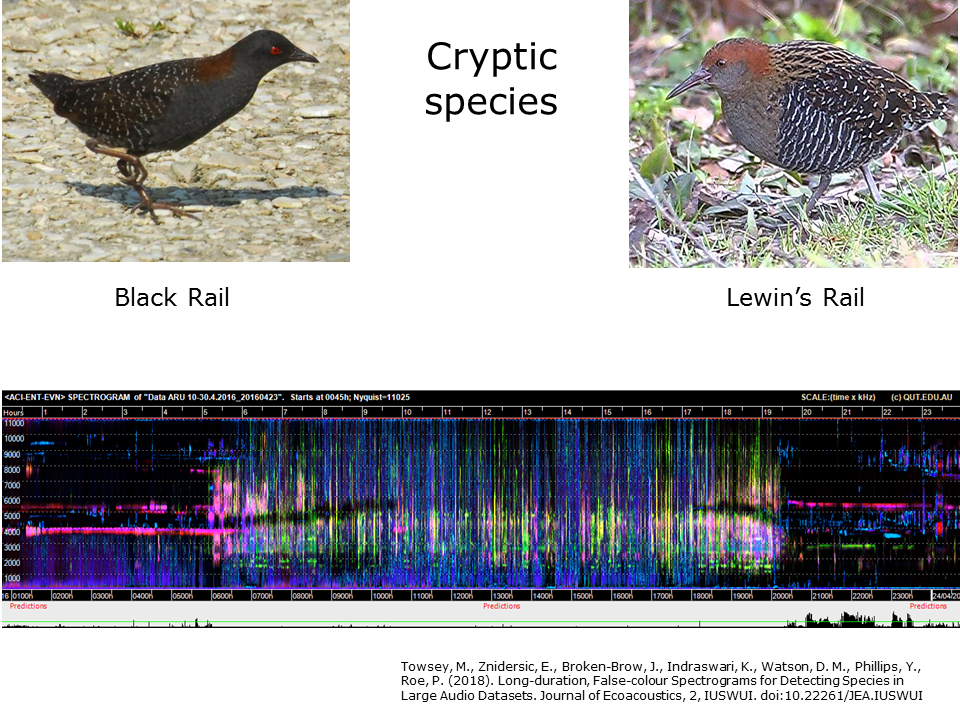 Cryptic
species
Black Rail
Lewin's Rail
<ACI-ENT-EVN> SPECTROGRAM of "Data ARU 10-30.4.2016_20160423". Starts at 0045h; Nyquist=11025 SCALE:(time x kHz) (c) QUT.EDU.AU
Hours 1 2 3 4 5 6 7 8 9 10 11 12 13 14 15 16 17 18 19 20 21 22 23
11000
10000
9000
8000
7000
6000
5000
4000
3000
2000
1000
16 0100h 0200h 0300h 0400h 0500h 0600h 0700h 0800h 0900h 1000h 1100h 1200h 1300h 1400h 1500h 1600h 1700h 1800h 1900h 2000h 2100h 2200h 2300h 24/04/20
Predictions Predictions Predictions
Towsey, M., Znidersic, E., Broken-Brow, J., Indraswari, K., Watson, D. M., Phillips, Y.,
Roe, P. (2018). Long-duration, False-colour Spectrograms for Detecting Species in
Large Audio Datasets. Journal of Ecoacoustics, 2, IUSWUI. doi:10.22261/JEA.IUSWUI